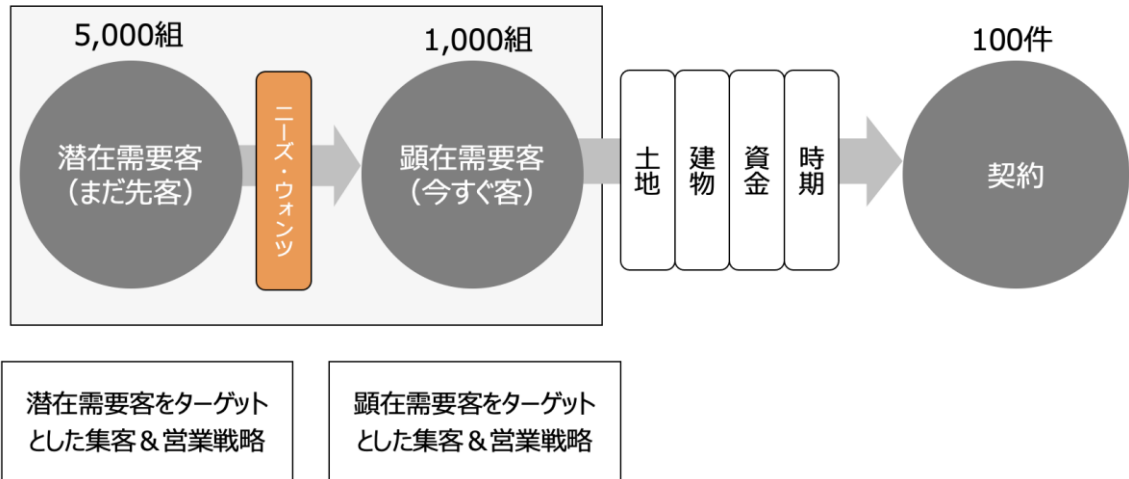 5,000組
1,000組
100件
潜在需要客
（まだ先客）
ニーズ・ウォンツ
顕在需要客
（今すぐ客）
土地
建物
資金
時期
契約
潜在需要客をターゲット
とした集客＆営業戦略
顕在需要客をターゲット
とした集客＆営業戦略